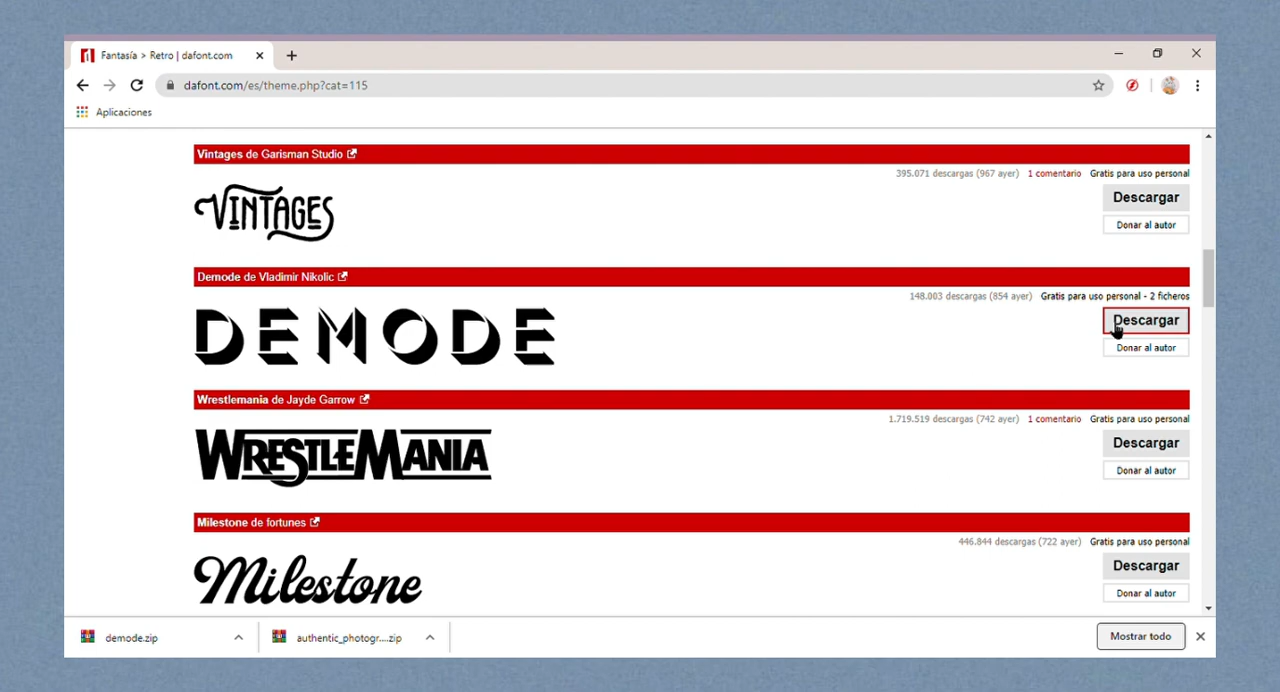 Fantasía > Retro | dafont.com
dafont.com/es/theme.php?cat=115
Aplicaciones
Vintages de Garisman Studio
395.071 descargas (967 ayer) 1 comentario Gratis para uso personal
VINTAGES
Descargar
Donar al autor
Demode de Vladimir Nikolic
148.003 descargas (854 ayer) Gratis para uso personal - 2 ficheros
DEMODE
Descargar
Donar al autor
Wrestlemania de Jayde Garrow
1.719.519 descargas (742 ayer) 1 comentario Gratis para uso personal
WRESTLEMANIA
Descargar
Donar al autor
Milestone de fortunes
446.844 descargas (722 ayer) Gratis para uso personal
Milestone
Descargar
Donar al autor
demode.zip
authentic_photogr....zip
Mostrar todo